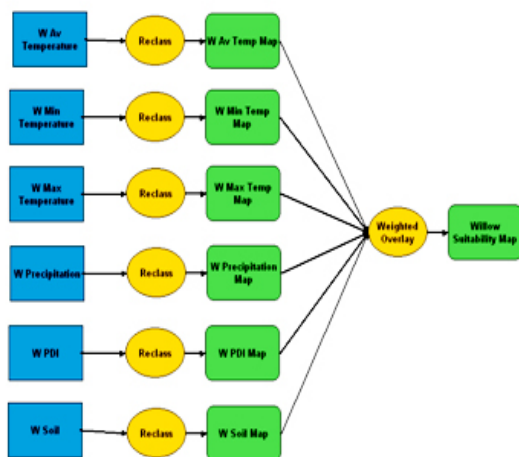 W Av
Temperature
Reclass
W Av Temp Map
W Min
Temperature
Reclass
W Min Temp
Map
W Max
Temperature
Reclass
W Max Temp
Map
Weighted
Overlay
Willow
Suitability Map
W Precipitation
Reclass
W Precipitation
Map
W PDI
Reclass
W PDI Map
W Soil
Reclass
W Soil Map